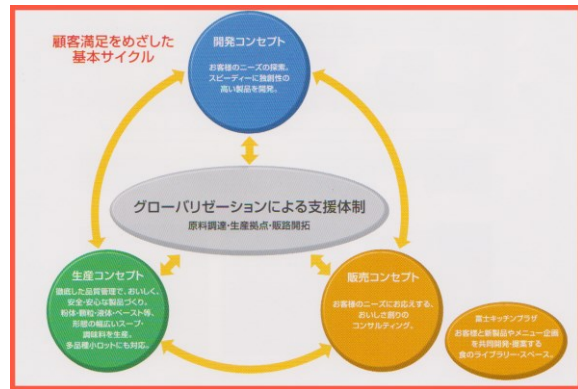 顧客満足をめざした
基本サイクル
開発コンセプト
お客様のニーズの探索。
スピーディーに独創性の
高い製品を開発。
グローバリゼーションによる支援体制
原料調達・生産拠点・販路開拓
生産コンセプト
徹底した品質管理で、おいしく、
安全・安心な製品づくり。
粉体・顆粒・液体・ペースト等、
形態の幅広いスープ・
調味料を生産。
多品種小ロットにも対応。
販売コンセプト
お客様のニーズにお応えする、
おいしさ創りの
コンサルティング。
富士キッチンプラザ
お客様と新製品やメニュー企画
を共同開発・提案する
食のライブラリー・スペース。